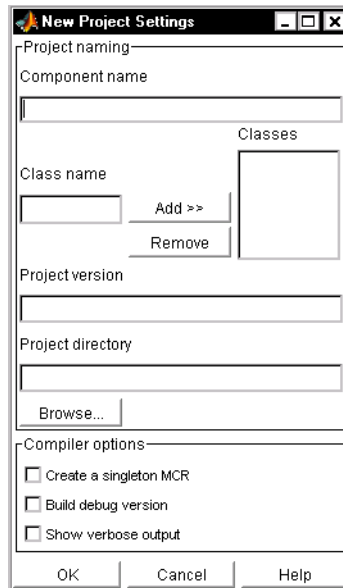 New Project Settings
Project naming
Component name
Classes
Class name
Add >>
Remove
Project version
Project directory
Browse...
Compiler options
Create a singleton MCR
Build debug version
Show verbose output
OK Cancel Help